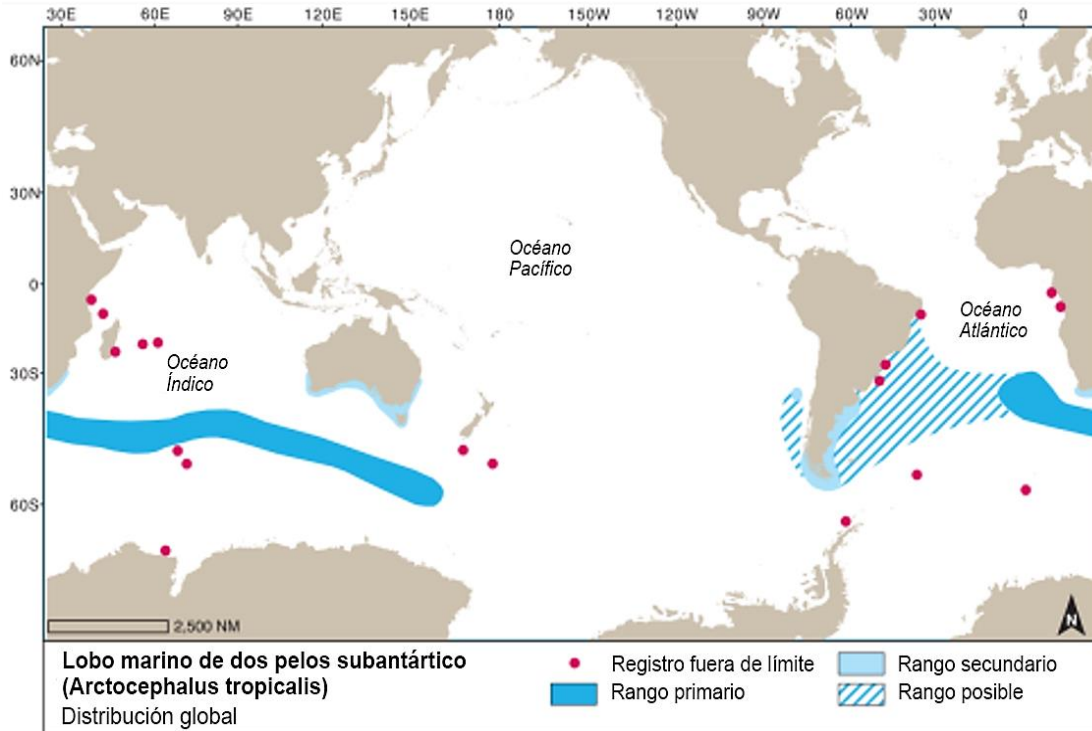 30E 60E 90E 120E 150E 180 150W 120W 90W 60W 30W 0
60N
30N
0
30S
60S
Océano
Pacífico
Océano
Atlántico
Océano
Índico
2,500 NM
N
Lobo marino de dos pelos subantártico
(Arctocephalus tropicalis)
Distribución global
Registro fuera de límite
Rango primario
Rango secundario
Rango posible